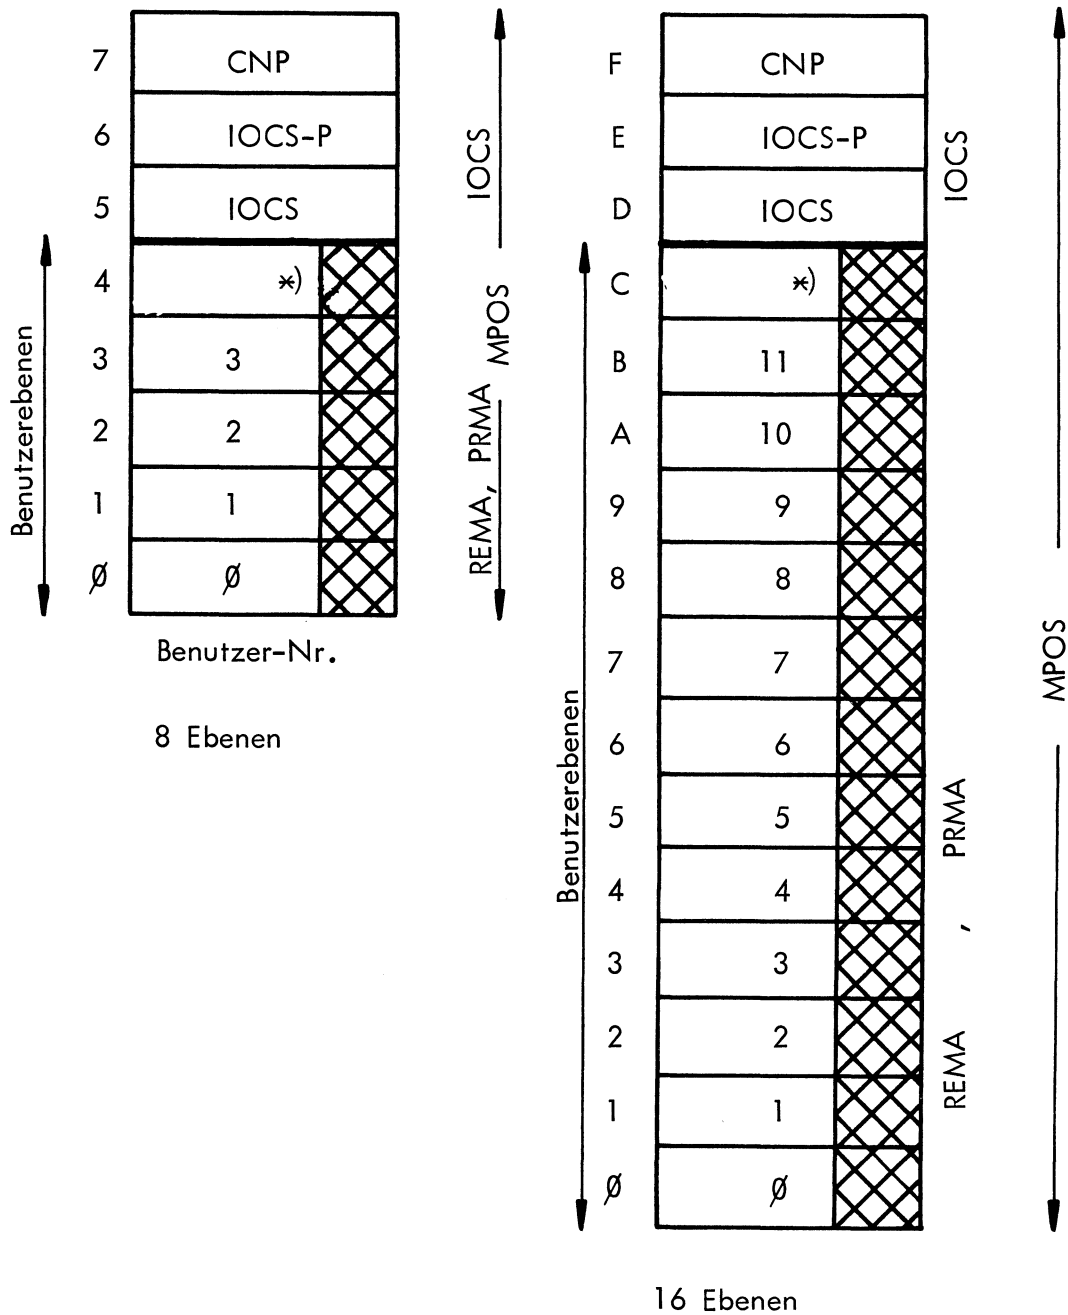 7 CNP
6 IOCS-P
5 IOCS
4 *)
3 3
2 2
1 1
Ø Ø
Benutzerebenen
IOCS
MPOS
REMA, PRMA
Benutzer-Nr.
8 Ebenen
F CNP
E IOCS-P
D IOCS
C *)
B 11
A 10
9 9
8 8
7 7
6 6
5 5
4 4
3 3
2 2
1 1
Ø Ø
Benutzerebenen
IOCS
REMA , PRMA
MPOS
16 Ebenen